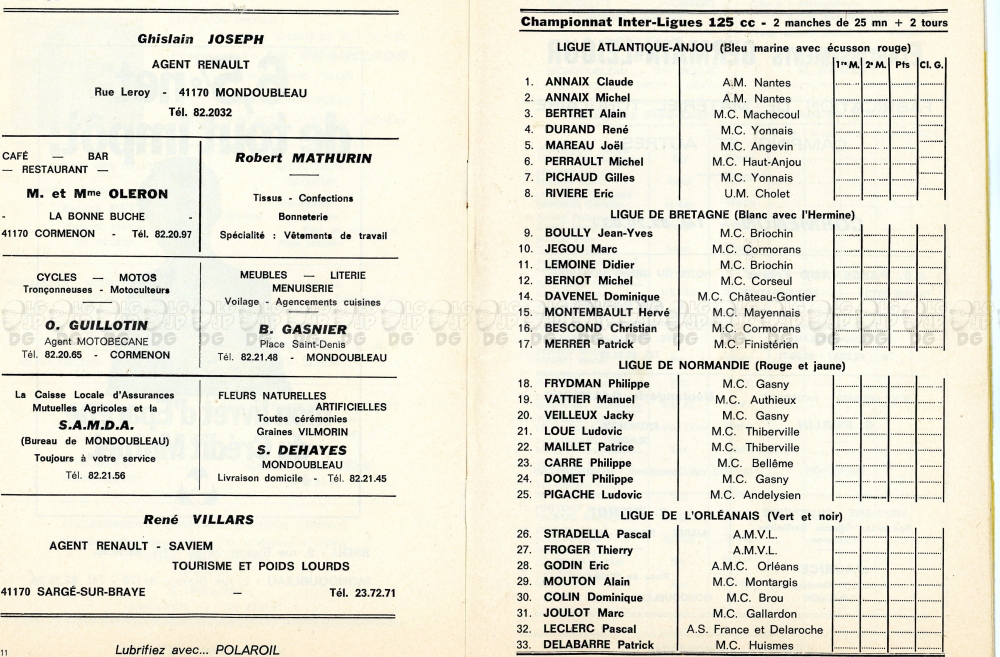 Ghislain JOSEPH
AGENT RENAULT
Rue Leroy - 41170 MONDOUBLEAU
Tél. 82.2032
CAFÉ — BAR
— RESTAURANT —
M. et Mme OLERON
- LA BONNE BUCHE -
41170 CORMENON - Tél. 82.20.97
Robert MATHURIN
Tissus - Confections
Bonneterie
Spécialité : Vêtements de travail
CYCLES — MOTOS
Tronçonneuses - Motoculteurs
O. GUILLOTIN
Agent MOTOBECANE
Tél. 82.20.65 - CORMENON
MEUBLES — LITERIE
MENUISERIE
Voilage - Agencements cuisines
B. GASNIER
Place Saint-Denis
Tél. 82.21.48 - MONDOUBLEAU
La Caisse Locale d'Assurances
Mutuelles Agricoles et la
S.A.M.D.A.
(Bureau de MONDOUBLEAU)
Toujours à votre service
Tél. 82.21.56
FLEURS NATURELLES
ARTIFICIELLES
Toutes cérémonies
Graines VILMORIN
S. DEHAYES
MONDOUBLEAU
Livraison domicile - Tél. 82.21.45
René VILLARS
AGENT RENAULT - SAVIEM
TOURISME ET POIDS LOURDS
41170 SARGÉ-SUR-BRAYE — Tél. 23.72.71
11 Lubrifiez avec... POLAROIL
Championnat Inter-Ligues 125 cc - 2 manches de 25 mn + 2 tours
LIGUE ATLANTIQUE-ANJOU (Bleu marine avec écusson rouge)
1re M. 2e M. Pts Cl. G.
1. ANNAIX Claude A.M. Nantes
2. ANNAIX Michel A.M. Nantes
3. BERTRET Alain M.C. Machecoul
4. DURAND René M.C. Yonnais
5. MAREAU Joël M.C. Angevin
6. PERRAULT Michel M.C. Haut-Anjou
7. PICHAUD Gilles M.C. Yonnais
8. RIVIERE Eric U.M. Cholet
LIGUE DE BRETAGNE (Blanc avec l'Hermine)
9. BOULLY Jean-Yves M.C. Briochin
10. JEGOU Marc M.C. Cormorans
11. LEMOINE Didier M.C. Briochin
12. BERNOT Michel M.C. Corseul
14. DAVENEL Dominique M.C. Château-Gontier
15. MONTEMBAULT Hervé M.C. Mayennais
16. BESCOND Christian M.C. Cormorans
17. MERRER Patrick M.C. Finistérien
LIGUE DE NORMANDIE (Rouge et jaune)
18. FRYDMAN Philippe M.C. Gasny
19. VATTIER Manuel M.C. Authieux
20. VEILLEUX Jacky M.C. Gasny
21. LOUE Ludovic M.C. Thiberville
22. MAILLET Patrice M.C. Thiberville
23. CARRE Philippe M.C. Bellême
24. DOMET Philippe M.C. Gasny
25. PIGACHE Ludovic M.C. Andelysien
LIGUE DE L'ORLÉANAIS (Vert et noir)
26. STRADELLA Pascal A.M.V.L.
27. FROGER Thierry A.M.V.L.
28. GODIN Eric A.M.C. Orléans
29. MOUTON Alain M.C. Montargis
30. COLIN Dominique M.C. Brou
31. JOULOT Marc M.C. Gallardon
32. LECLERC Pascal A.S. France et Delaroche
33. DELABARRE Patrick M.C. Huismes